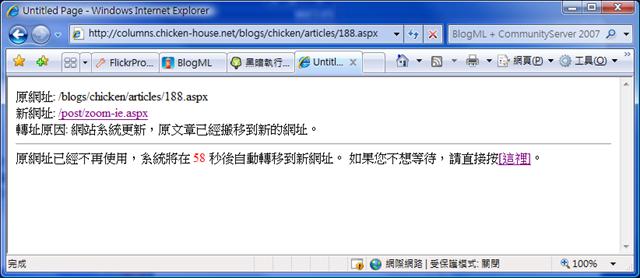 Untitled Page - Windows Internet Explorer
http://columns.chicken-house.net/blogs/chicken/articles/188.aspx
BlogML + CommunityServer 2007
FlickrPro...
BlogML
黑暗執行...
Untitl...
網頁(P)
工具(O)
原網址: /blogs/chicken/articles/188.aspx
新網址: /post/zoom-ie.aspx
轉址原因: 網站系統更新，原文章已經搬移到新的網址。
原網址已經不再使用，系統將在 58 秒後自動轉移到新網址。 如果您不想等待，請直接按[這裡]。
完成
網際網路 | 受保護模式: 關閉
100%